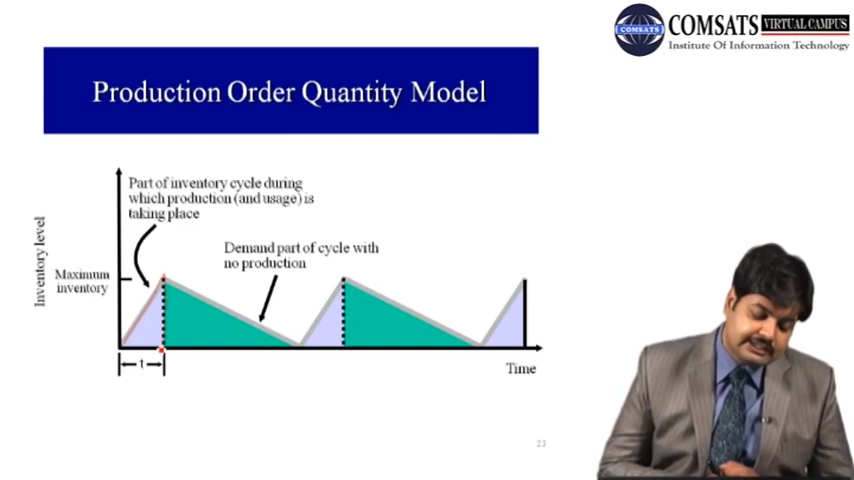 COMSATS VIRTUAL CAMPUS
COMSATS
Institute Of Information Technology
Production Order Quantity Model
Part of inventory cycle during
which production (and usage) is
taking place
Demand part of cycle with
no production
Inventory level
Maximum
inventory
t
Time
23